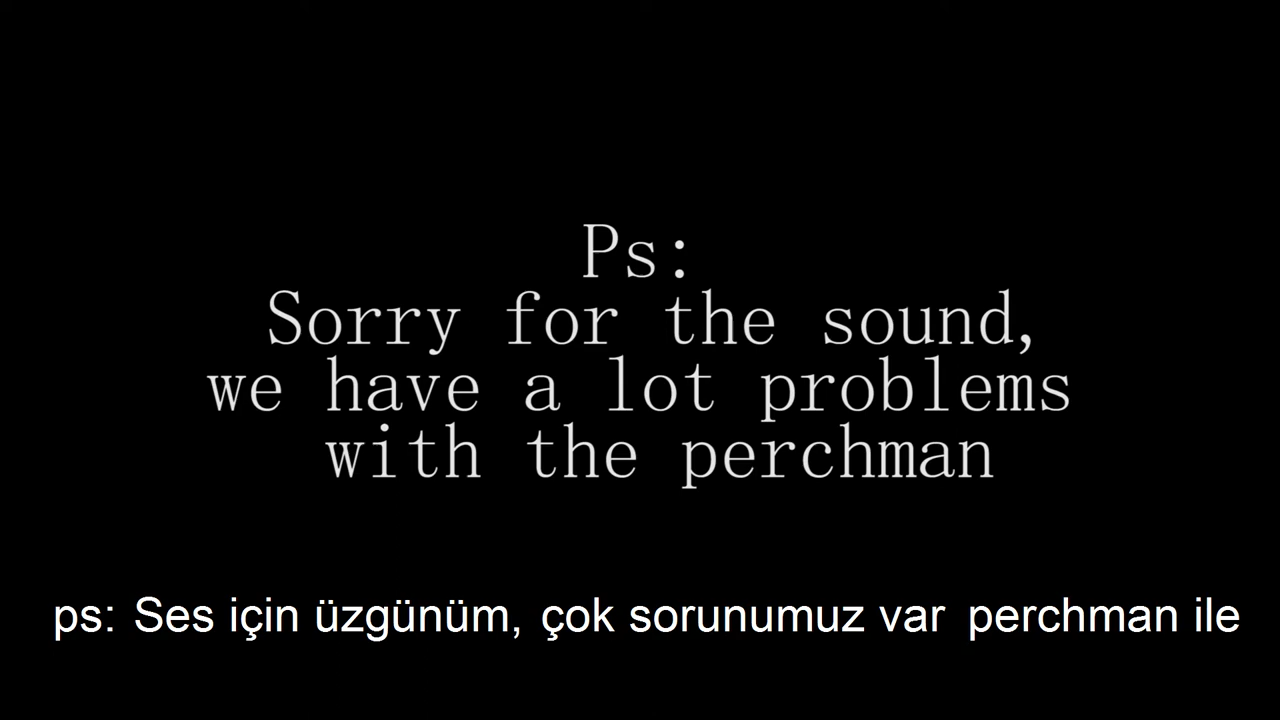 Ps:
Sorry for the sound,
we have a lot problems
with the perchman
ps: Ses için üzgünüm, çok sorunumuz var perchman ile